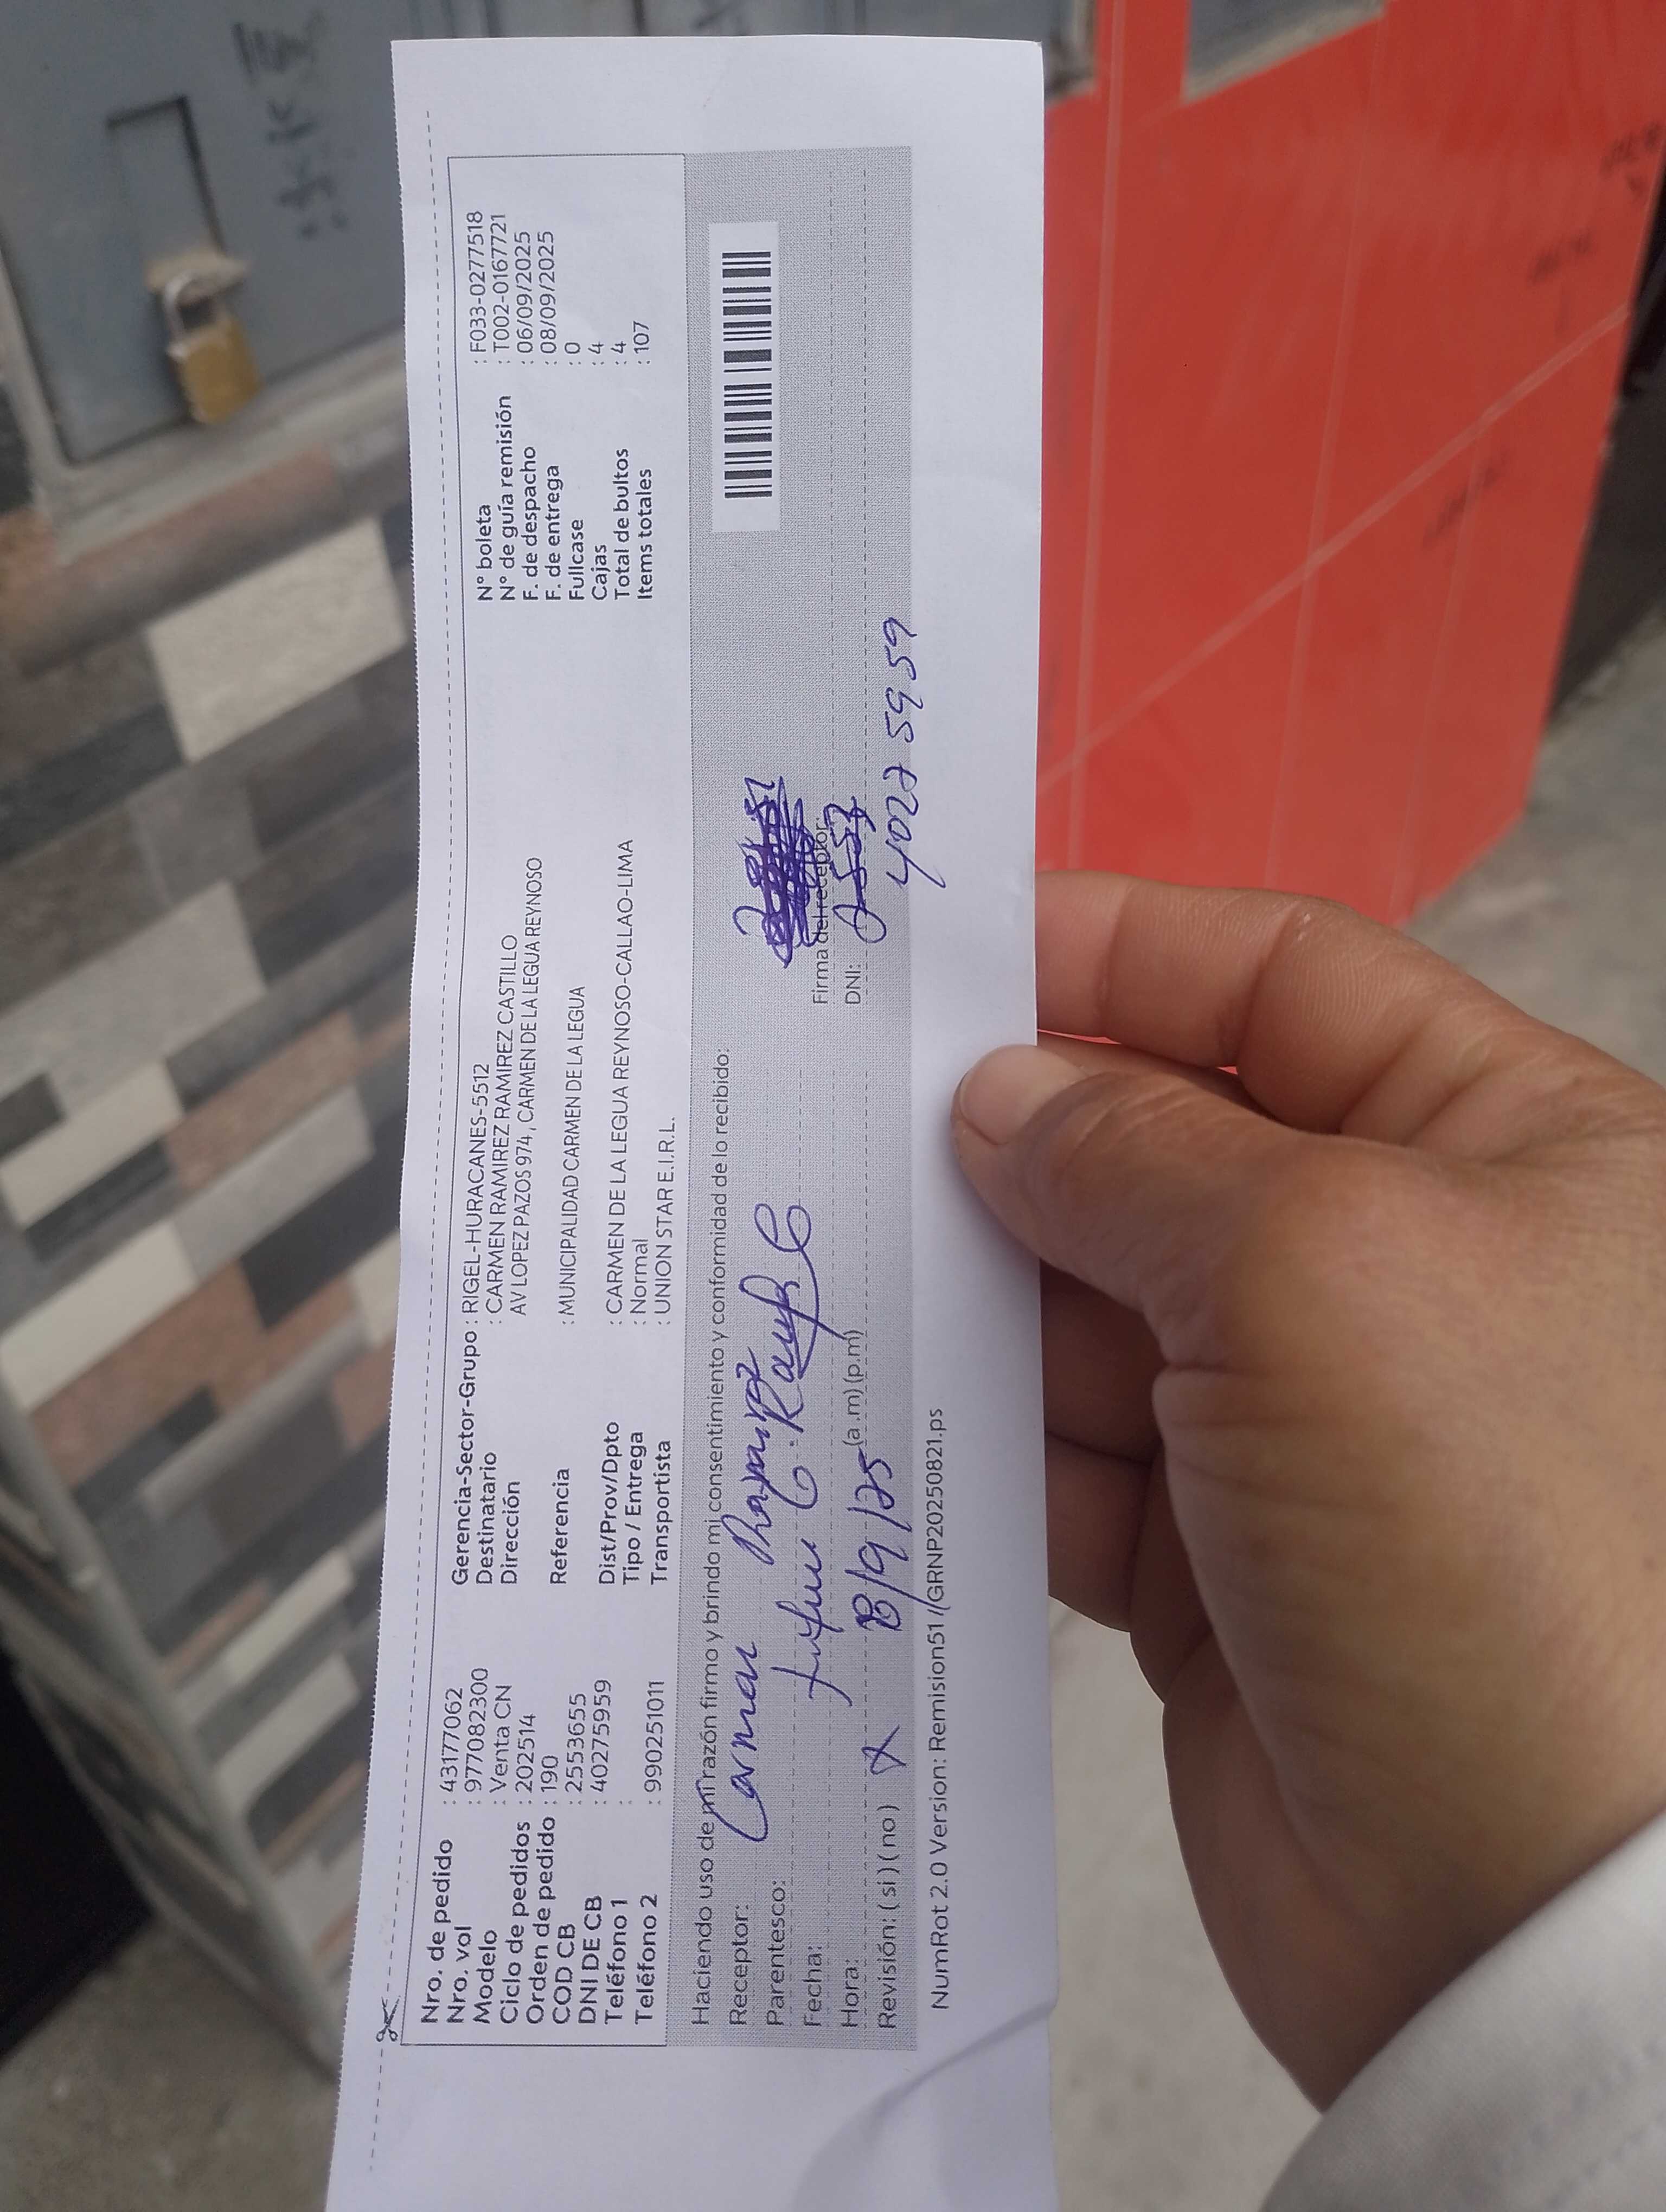 Nro. de pedido : 43177062
Nro. val : 977082300
Modelo : Venta CN
Ciclo de pedidos : 202514
Orden de pedido : 190
COD CB : 2553655
DNI DE CB : 40275959
Teléfono 1 :
Teléfono 2 : 990251011
Gerencia-Sector-Grupo : RIGEL-HURACANES-5512
Destinatario : CARMEN RAMIREZ RAMIREZ CASTILLO
Dirección AV LOPEZ PAZOS 974 , CARMEN DE LA LEGUA REYNOSO
Referencia : MUNICIPALIDAD CARMEN DE LA LEGUA
Dist/Prov/Dpto : CARMEN DE LA LEGUA REYNOSO-CALLAO-LIMA
Tipo / Entrega : Normal
Transportista : UNION STAR E.I.R.L.
N° boleta : F033-0277518
N° de guía remisión : T002-0167721
F. de despacho : 06/09/2025
F. de entrega : 08/09/2025
Fullcase : 0
Cajas : 4
Total de bultos : 4
Items totales : 107
Haciendo uso de mi razón firmo y brindo mi consentimiento y conformidad de lo recibido:
Receptor: Carmen Ramirez
Parentesco:
Fecha:
Hora: (a.m) (p.m)
Revisión: ( si ) ( no )
Firma del receptor:
DNI:
40275959
NumRot 2.0 Version: Remision51 /GRNP20250821.ps